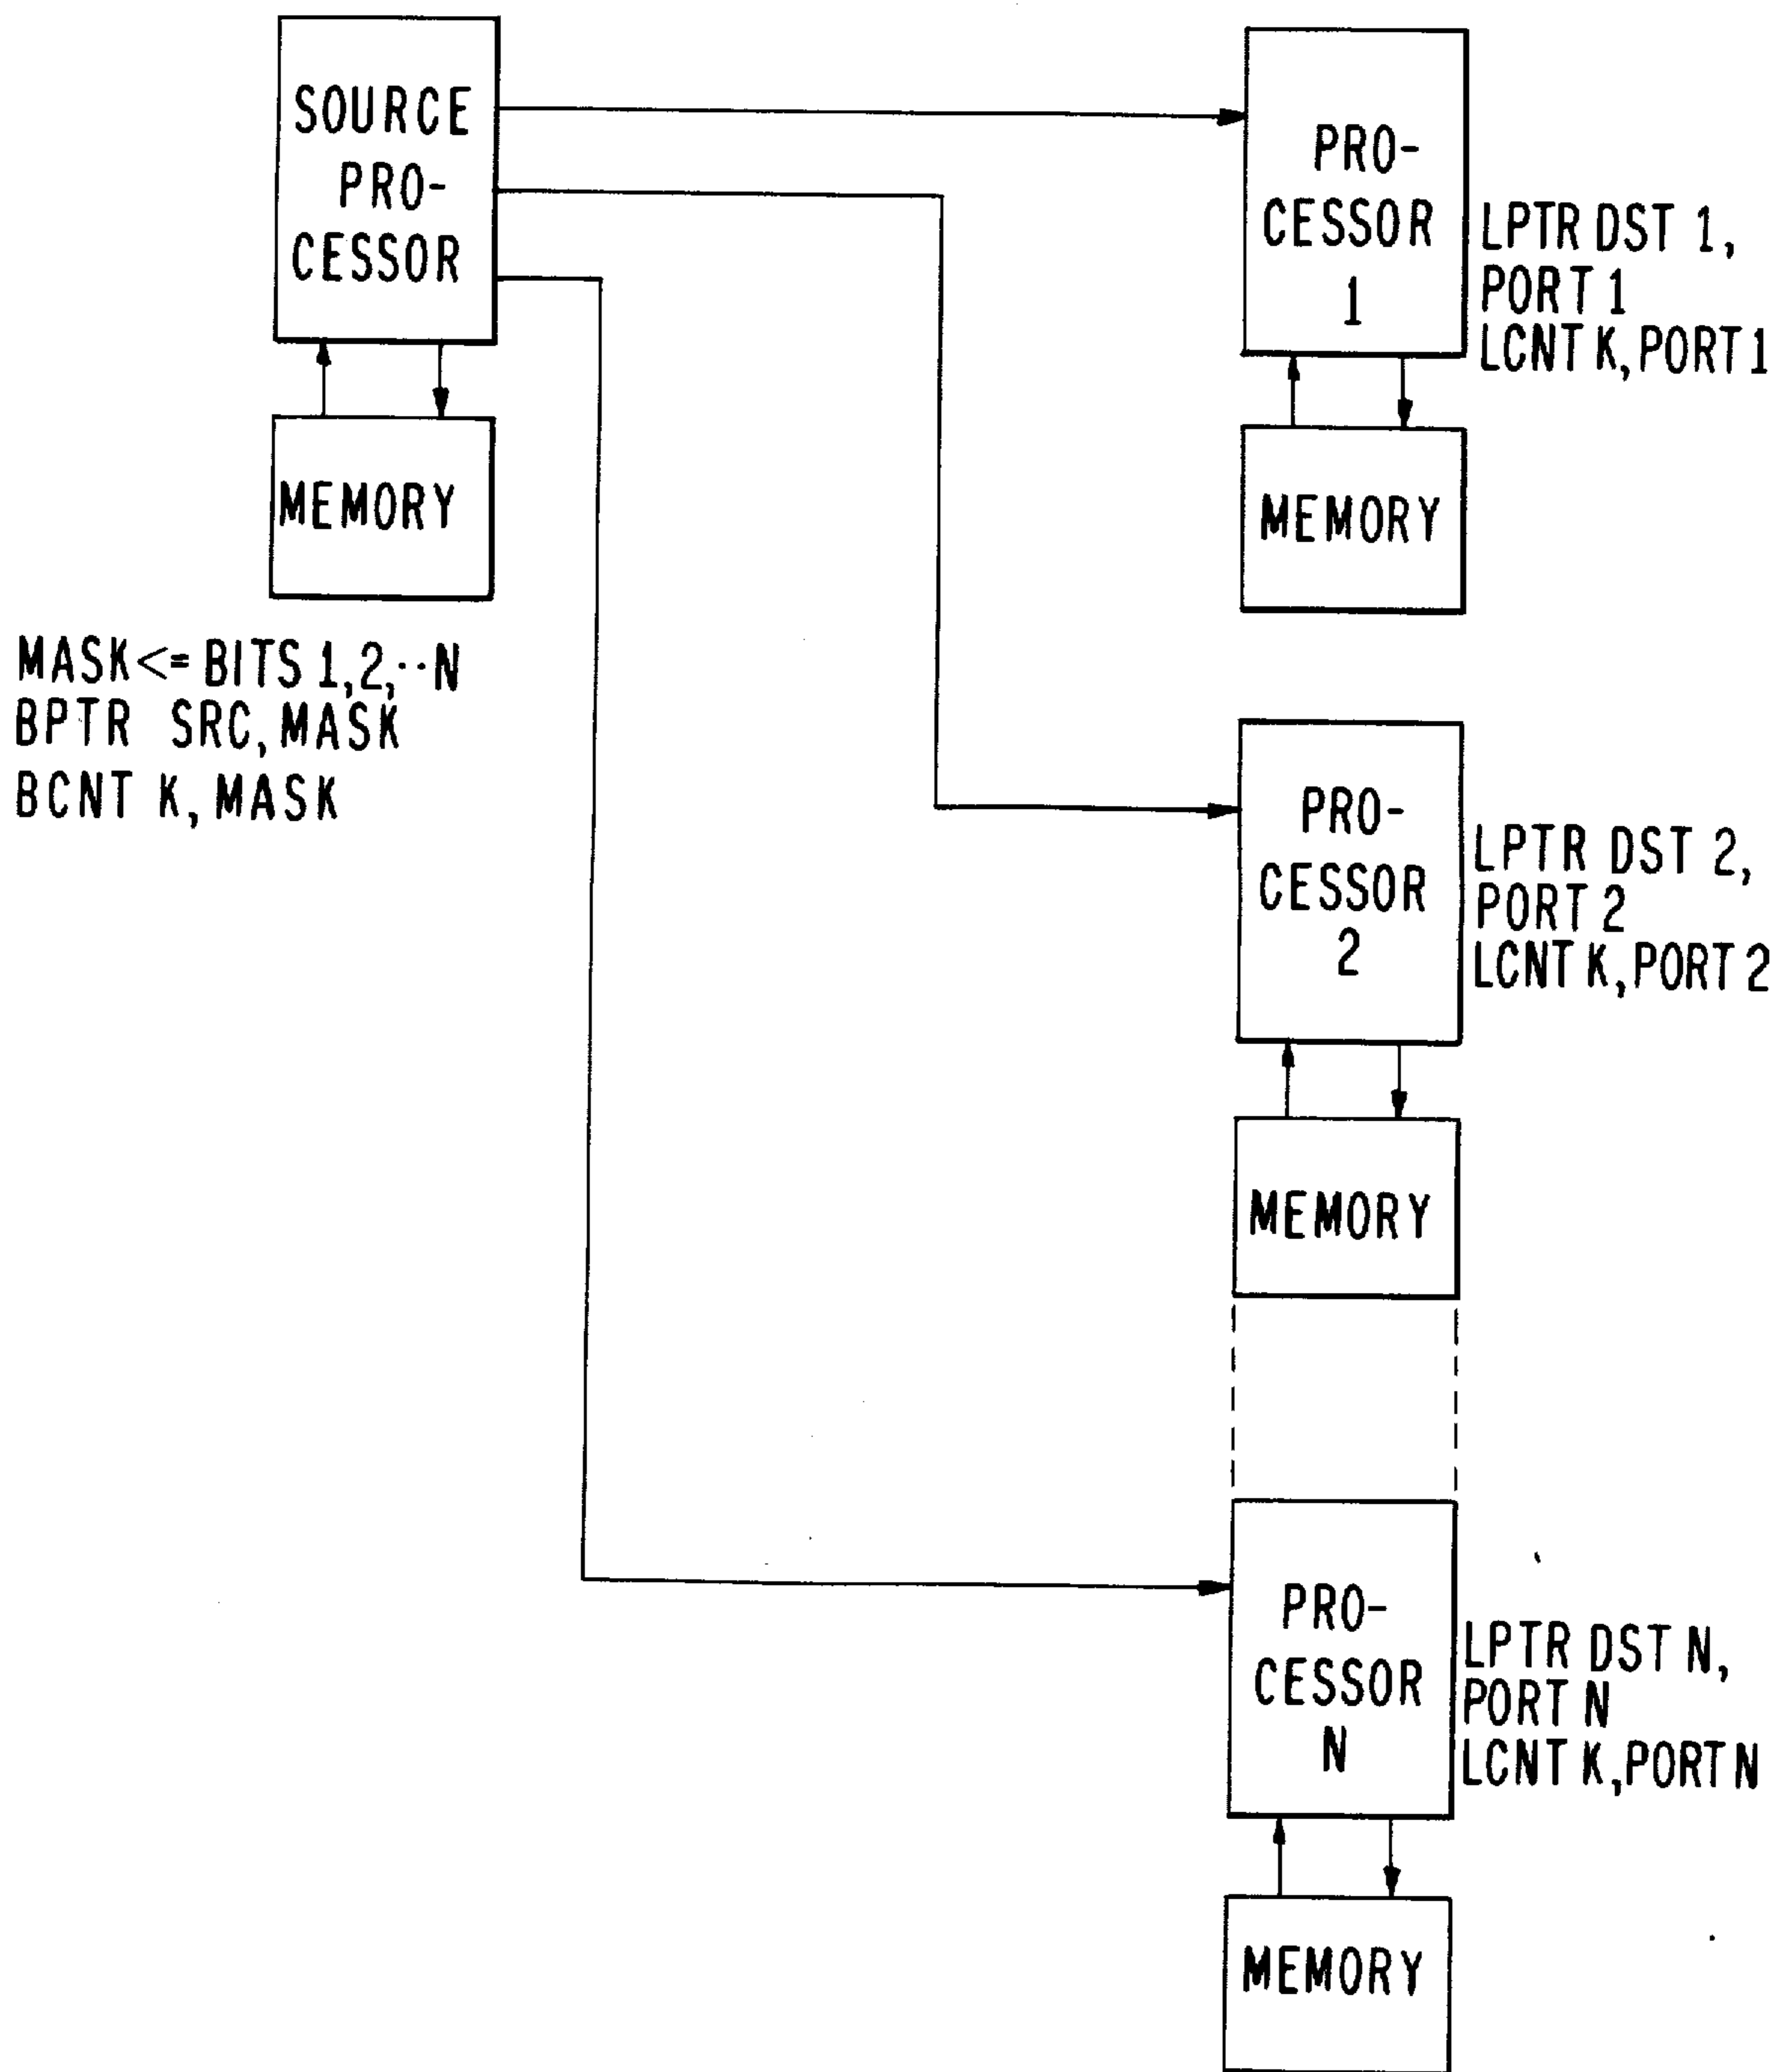 SOURCE
PRO-
CESSOR
MEMORY
MASK<=BITS 1,2,··N
BPTR SRC, MASK
BCNT K, MASK
PRO-
CESSOR
1
LPTR DST 1,
PORT 1
LCNT K, PORT 1
MEMORY
PRO-
CESSOR
2
LPTR DST 2,
PORT 2
LCNT K, PORT 2
MEMORY
PRO-
CESSOR
N
LPTR DST N,
PORT N
LCNT K, PORT N
MEMORY